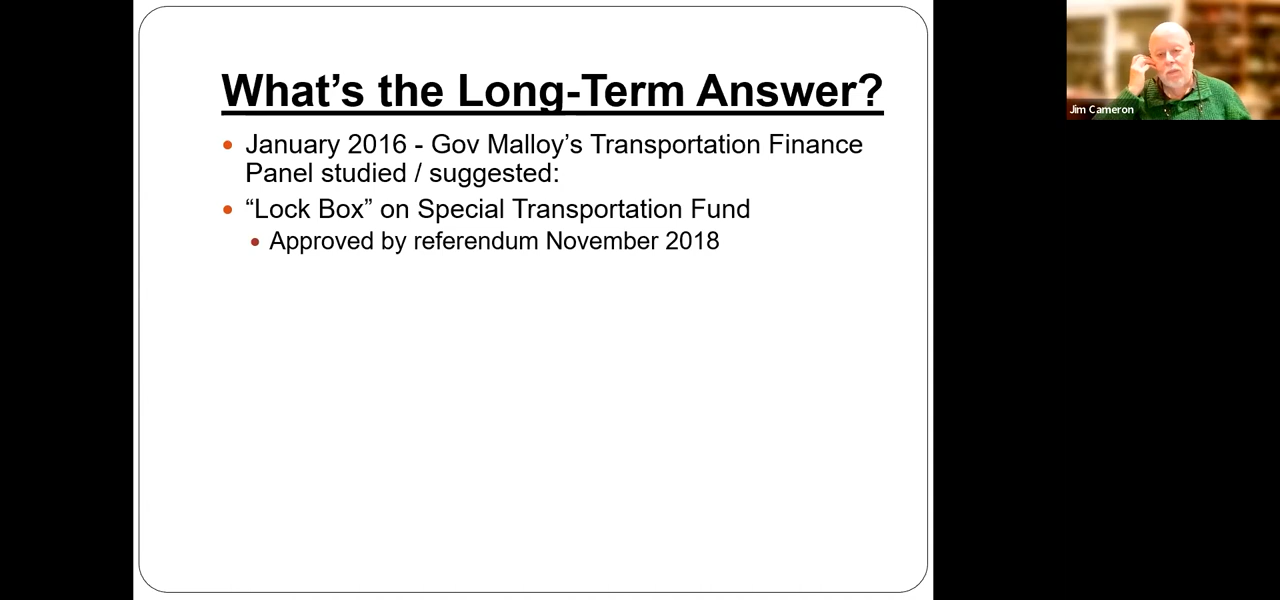 What’s the Long-Term Answer?
• January 2016 - Gov Malloy’s Transportation Finance
Panel studied / suggested:
• “Lock Box” on Special Transportation Fund
• Approved by referendum November 2018
Jim Cameron